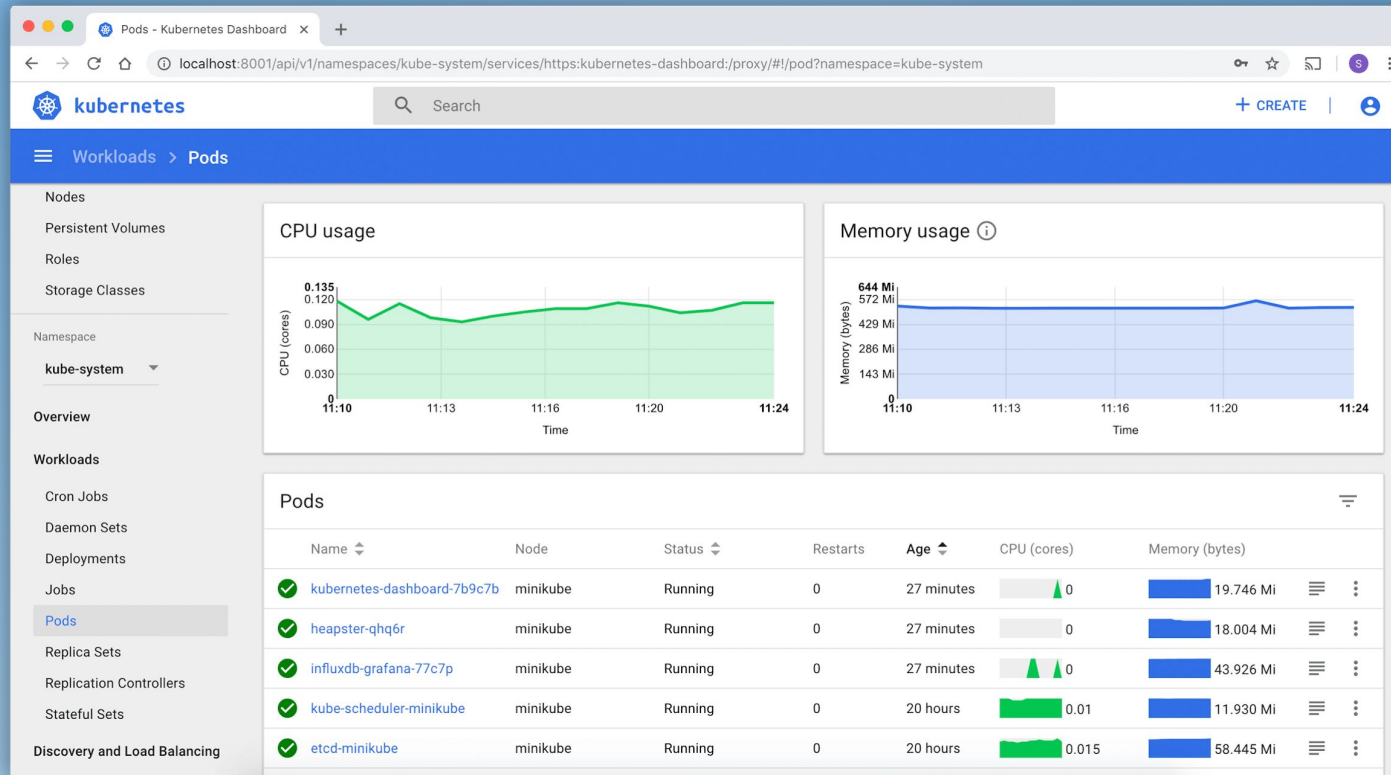 Pods - Kubernetes Dashboard
localhost:8001/api/v1/namespaces/kube-system/services/https:kubernetes-dashboard:/proxy/#!/pod?namespace=kube-system
S
kubernetes
Search
+ CREATE
Workloads > Pods
Nodes
Persistent Volumes
Roles
Storage Classes
Namespace
kube-system
Overview
Workloads
Cron Jobs
Daemon Sets
Deployments
Jobs
Pods
Replica Sets
Replication Controllers
Stateful Sets
Discovery and Load Balancing
CPU usage
CPU (cores)
0.135
0.120
0.090
0.060
0.030
0
11:10 11:13 11:16 11:20 11:24
Time
Memory usage
Memory (bytes)
644 Mi
572 Mi
429 Mi
286 Mi
143 Mi
0
11:10 11:13 11:16 11:20 11:24
Time
Pods
Name Node Status Restarts Age CPU (cores) Memory (bytes)
kubernetes-dashboard-7b9c7b minikube Running 0 27 minutes 0 19.746 Mi
heapster-qhq6r minikube Running 0 27 minutes 0 18.004 Mi
influxdb-grafana-77c7p minikube Running 0 27 minutes 0 43.926 Mi
kube-scheduler-minikube minikube Running 0 20 hours 0.01 11.930 Mi
etcd-minikube minikube Running 0 20 hours 0.015 58.445 Mi